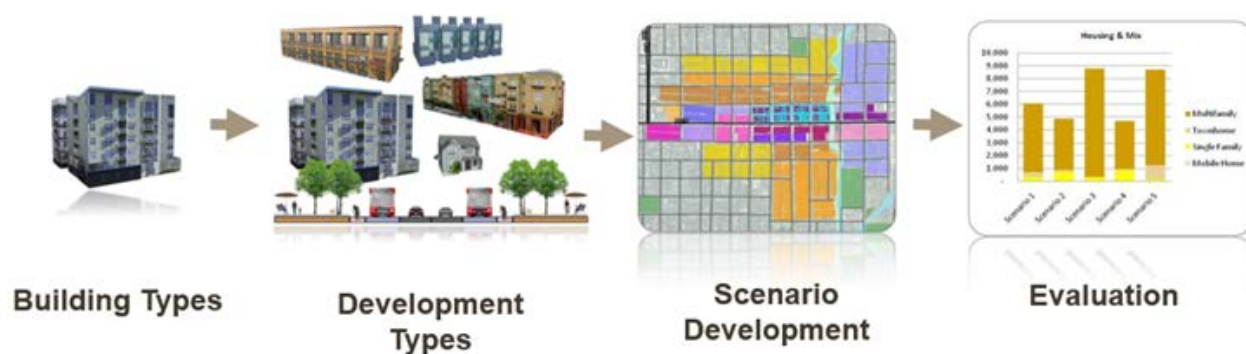 Housing & Mix
10,000
9,000
8,000
7,000
6,000
5,000
4,000
3,000
2,000
1,000
-
Scenario 1
Scenario 2
Scenario 3
Scenario 4
Scenario 5
Multifamily
Townhome
Single Family
Mobile Home
Building Types
Development
Types
Scenario
Development
Evaluation